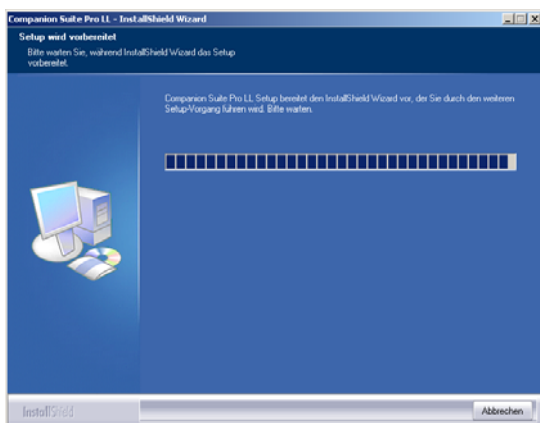 Companion Suite Pro LL - InstallShield Wizard
Setup wird vorbereitet
Bitte warten Sie, während InstallShield Wizard das Setup
vorbereitet.
Companion Suite Pro LL Setup bereitet den InstallShield Wizard vor, der Sie durch den weiteren
Setup-Vorgang führen wird. Bitte warten.
InstallShield
Abbrechen